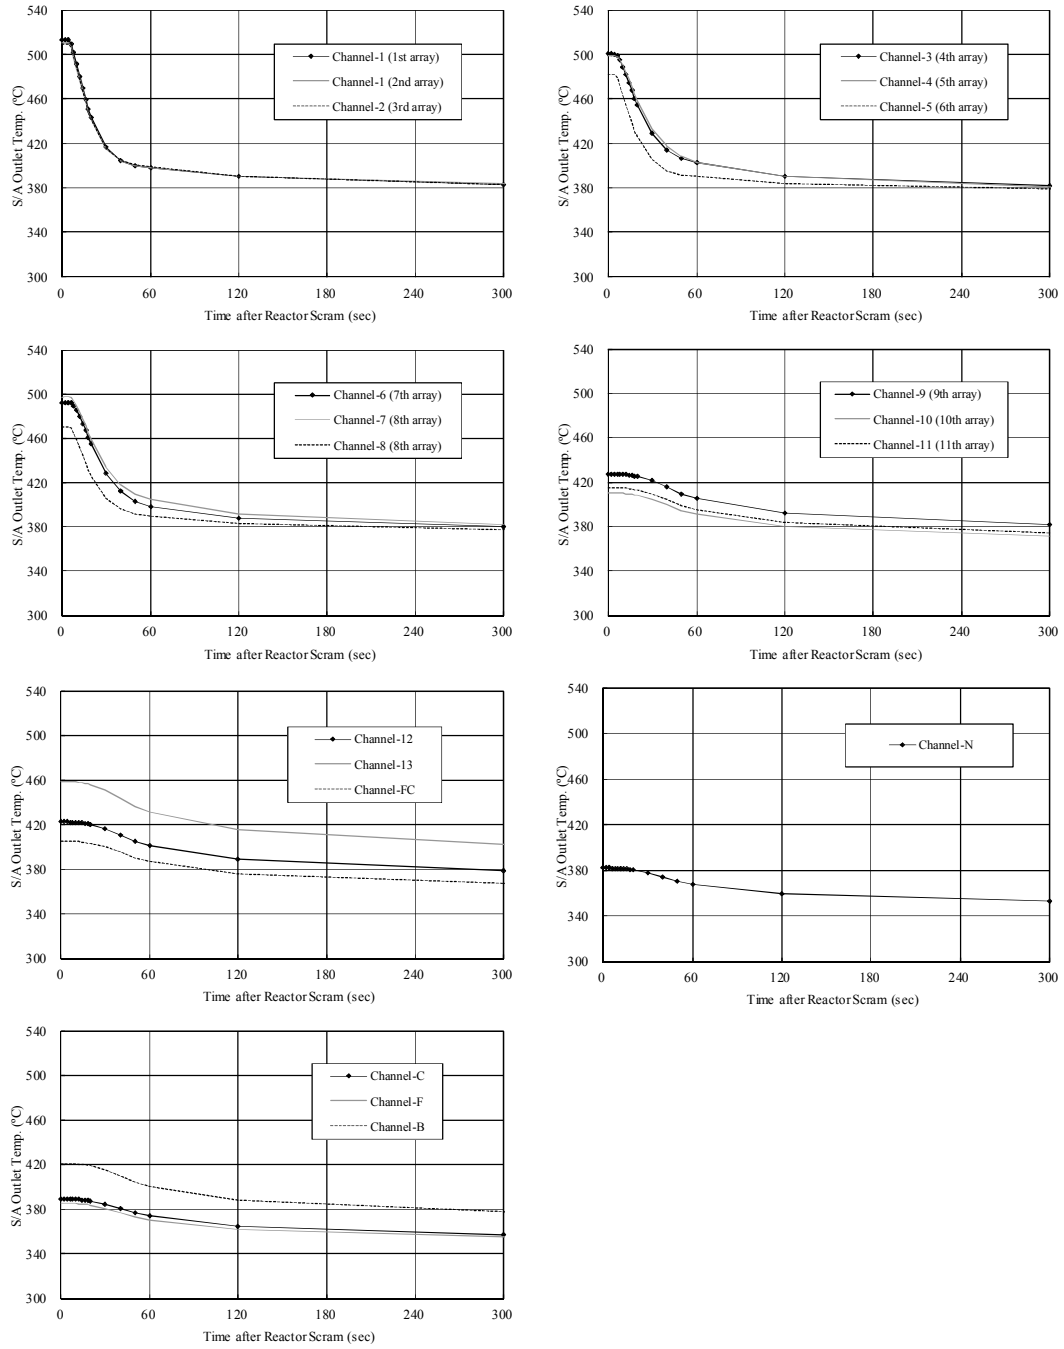 540
500
460
420
380
340
300
S/A Outlet Temp. (°C)
Channel-1 (1st array)
Channel-1 (2nd array)
Channel-2 (3rd array)
0 60 120 180 240 300
Time after Reactor Scram (sec)
540
500
460
420
380
340
300
S/A Outlet Temp. (°C)
Channel-3 (4th array)
Channel-4 (5th array)
Channel-5 (6th array)
0 60 120 180 240 300
Time after Reactor Scram (sec)
540
500
460
420
380
340
300
S/A Outlet Temp. (°C)
Channel-6 (7th array)
Channel-7 (8th array)
Channel-8 (8th array)
0 60 120 180 240 300
Time after Reactor Scram (sec)
540
500
460
420
380
340
300
S/A Outlet Temp. (°C)
Channel-9 (9th array)
Channel-10 (10th array)
Channel-11 (11th array)
0 60 120 180 240 300
Time after Reactor Scram (sec)
540
500
460
420
380
340
300
S/A Outlet Temp. (°C)
Channel-12
Channel-13
Channel-FC
0 60 120 180 240 300
Time after Reactor Scram (sec)
540
500
460
420
380
340
300
S/A Outlet Temp. (°C)
Channel-N
0 60 120 180 240 300
Time after Reactor Scram (sec)
540
500
460
420
380
340
300
S/A Outlet Temp. (°C)
Channel-C
Channel-F
Channel-B
0 60 120 180 240 300
Time after Reactor Scram (sec)